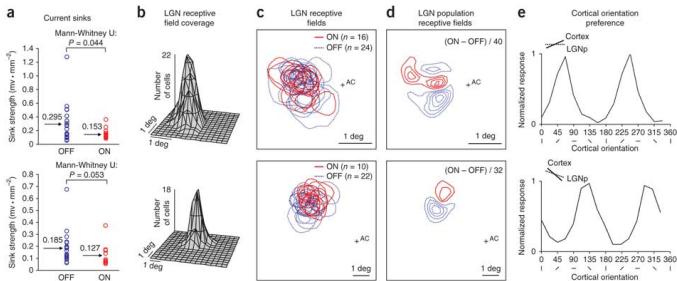 a
Current sinks
Mann-Whitney U:
P = 0.044
Sink strength (mv • mm⁻²)
1.4
1.2
1.0
0.8
0.6
0.4
0.2
0
0.295
0.153
OFF
ON
Mann-Whitney U:
P = 0.053
Sink strength (mv • mm⁻²)
1.0
0.8
0.6
0.4
0.2
0
0.185
0.127
OFF
ON
b
LGN receptive
field coverage
22
Number
of cells
1 deg
1 deg
18
Number
of cells
1 deg
1 deg
c
LGN receptive
fields
ON (n = 16)
OFF (n = 24)
+ AC
1 deg
ON (n = 10)
OFF (n = 22)
+ AC
1 deg
d
LGN population
receptive fields
(ON – OFF) / 40
+ AC
1 deg
(ON – OFF) / 32
+ AC
1 deg
e
Cortical orientation
preference
Cortex
LGNp
Normalized response
1
0
0 45 90 135 180 225 270 315 360
Cortical orientation
Cortex
LGNp
Normalized response
1
0
0 45 90 135 180 225 270 315 360
Cortical orientation